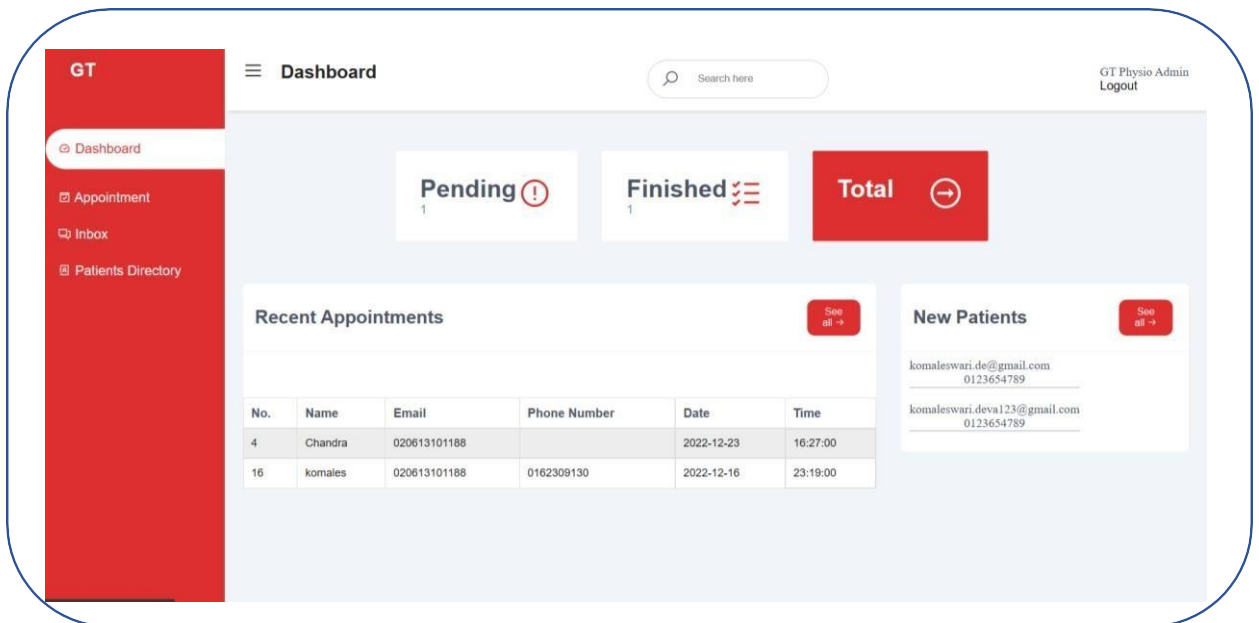 GT
Dashboard
Search here
GT Physio Admin
Logout
Dashboard
Appointment
Inbox
Patients Directory
Pending
1
Finished
1
Total
Recent Appointments
See
all →
No. Name Email Phone Number Date Time
4 Chandra 020613101188 2022-12-23 16:27:00
16 komales 020613101188 0162309130 2022-12-16 23:19:00
New Patients
See
all →
komaleswari.de@gmail.com
0123654789
komaleswari.deva123@gmail.com
0123654789